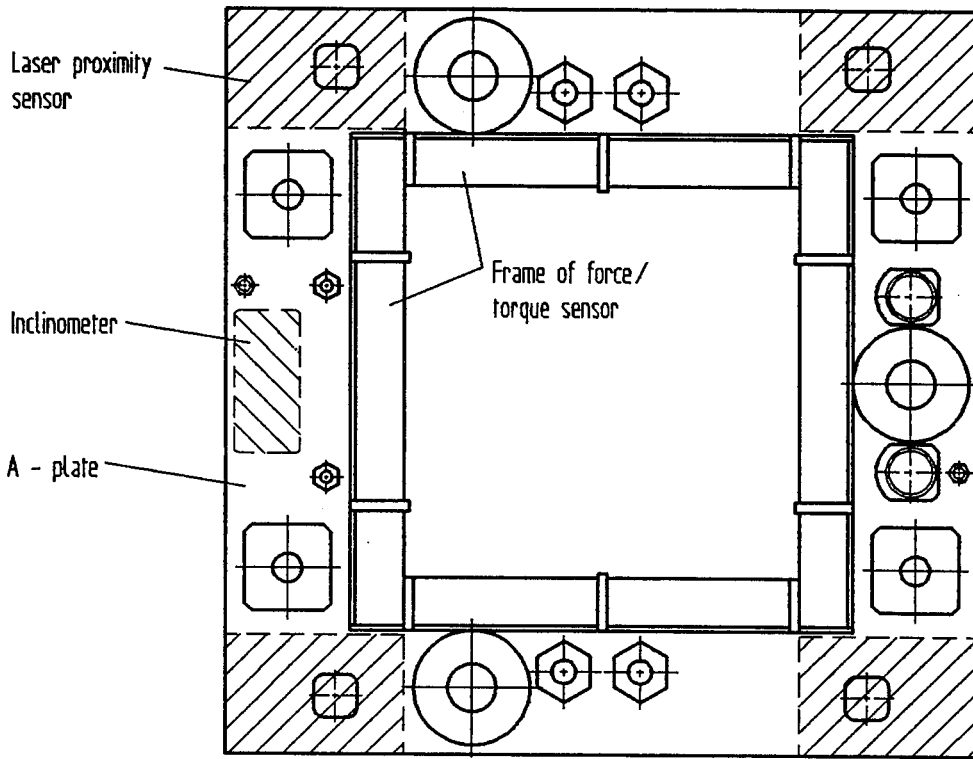 Laser proximity
sensor
Frame of force/
torque sensor
Inclinometer
A - plate